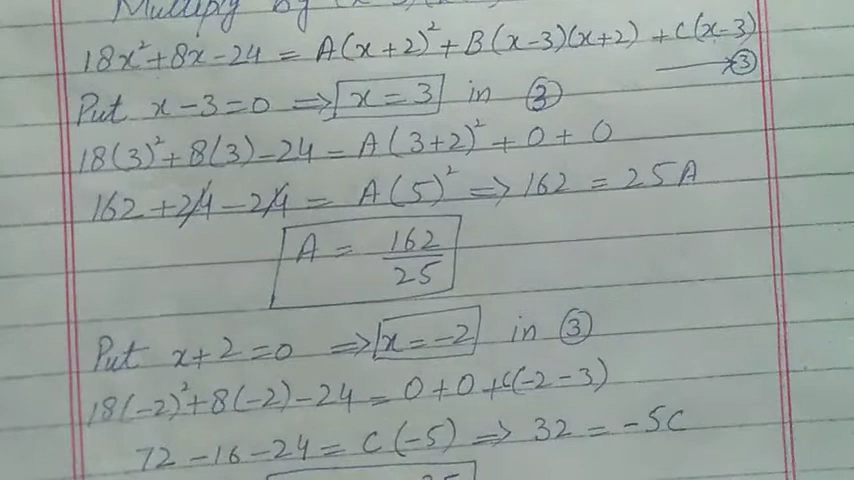 Multiply by
18x²+8x-24 = A(x+2)²+B(x-3)(x+2)+C(x-3)
→③
Put x-3=0 ⇒ x=3 in ③
18(3)²+8(3)-24=A(3+2)²+0+0
162+24-24= A(5)² ⇒162=25A
A= 162/25
Put x+2=0 ⇒ x=-2 in ③
18(-2)²+8(-2)-24=0+0+C(-2-3)
72-16-24= C(-5) ⇒ 32=-5C